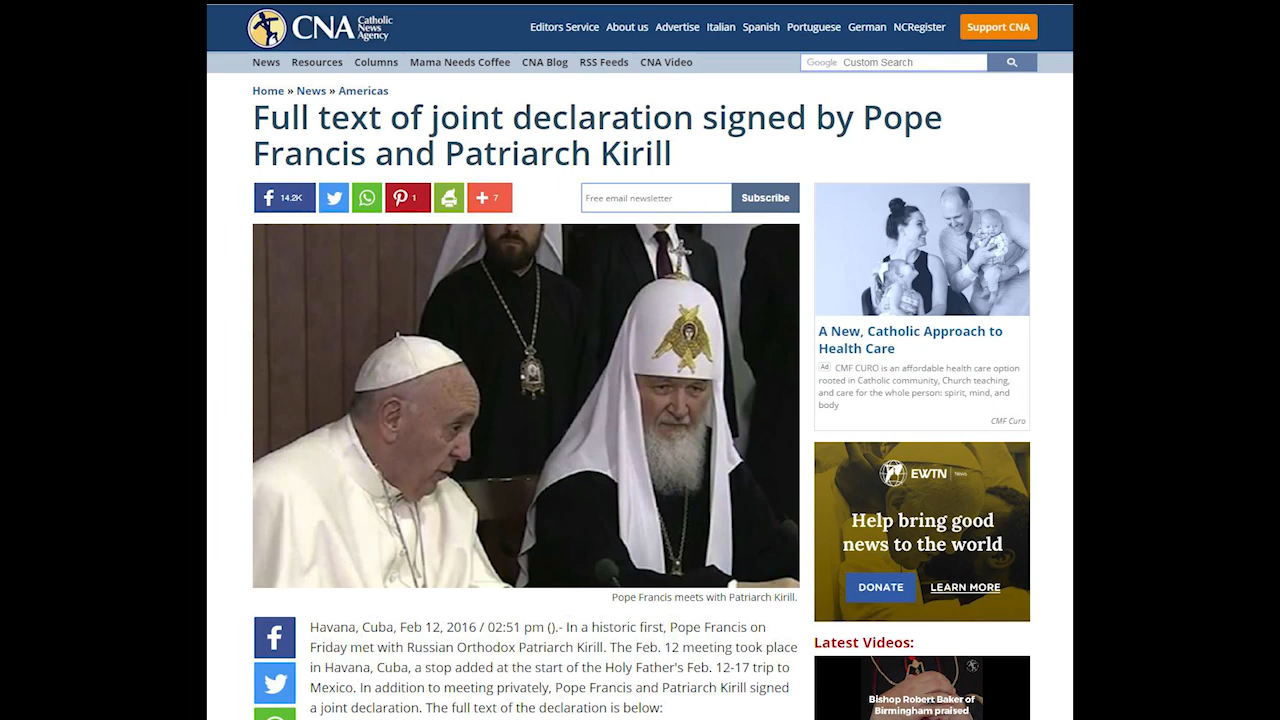 CNA
Catholic
News
Agency
Editors Service About us Advertise Italian Spanish Portuguese German NCRegister
Support CNA
News Resources Columns Mama Needs Coffee CNA Blog RSS Feeds CNA Video
Google Custom Search
Home » News » Americas
Full text of joint declaration signed by Pope
Francis and Patriarch Kirill
14.2K
1
7
Free email newsletter
Subscribe
Pope Francis meets with Patriarch Kirill.
Havana, Cuba, Feb 12, 2016 / 02:51 pm ().- In a historic first, Pope Francis on
Friday met with Russian Orthodox Patriarch Kirill. The Feb. 12 meeting took place
in Havana, Cuba, a stop added at the start of the Holy Father's Feb. 12-17 trip to
Mexico. In addition to meeting privately, Pope Francis and Patriarch Kirill signed
a joint declaration. The full text of the declaration is below:
A New, Catholic Approach to
Health Care
Ad CMF CURO is an affordable health care option
rooted in Catholic community, Church teaching,
and care for the whole person: spirit, mind, and
body
CMF Curo
EWTN News
Help bring good
news to the world
DONATE LEARN MORE
Latest Videos:
Bishop Robert Baker of
Birmingham praised